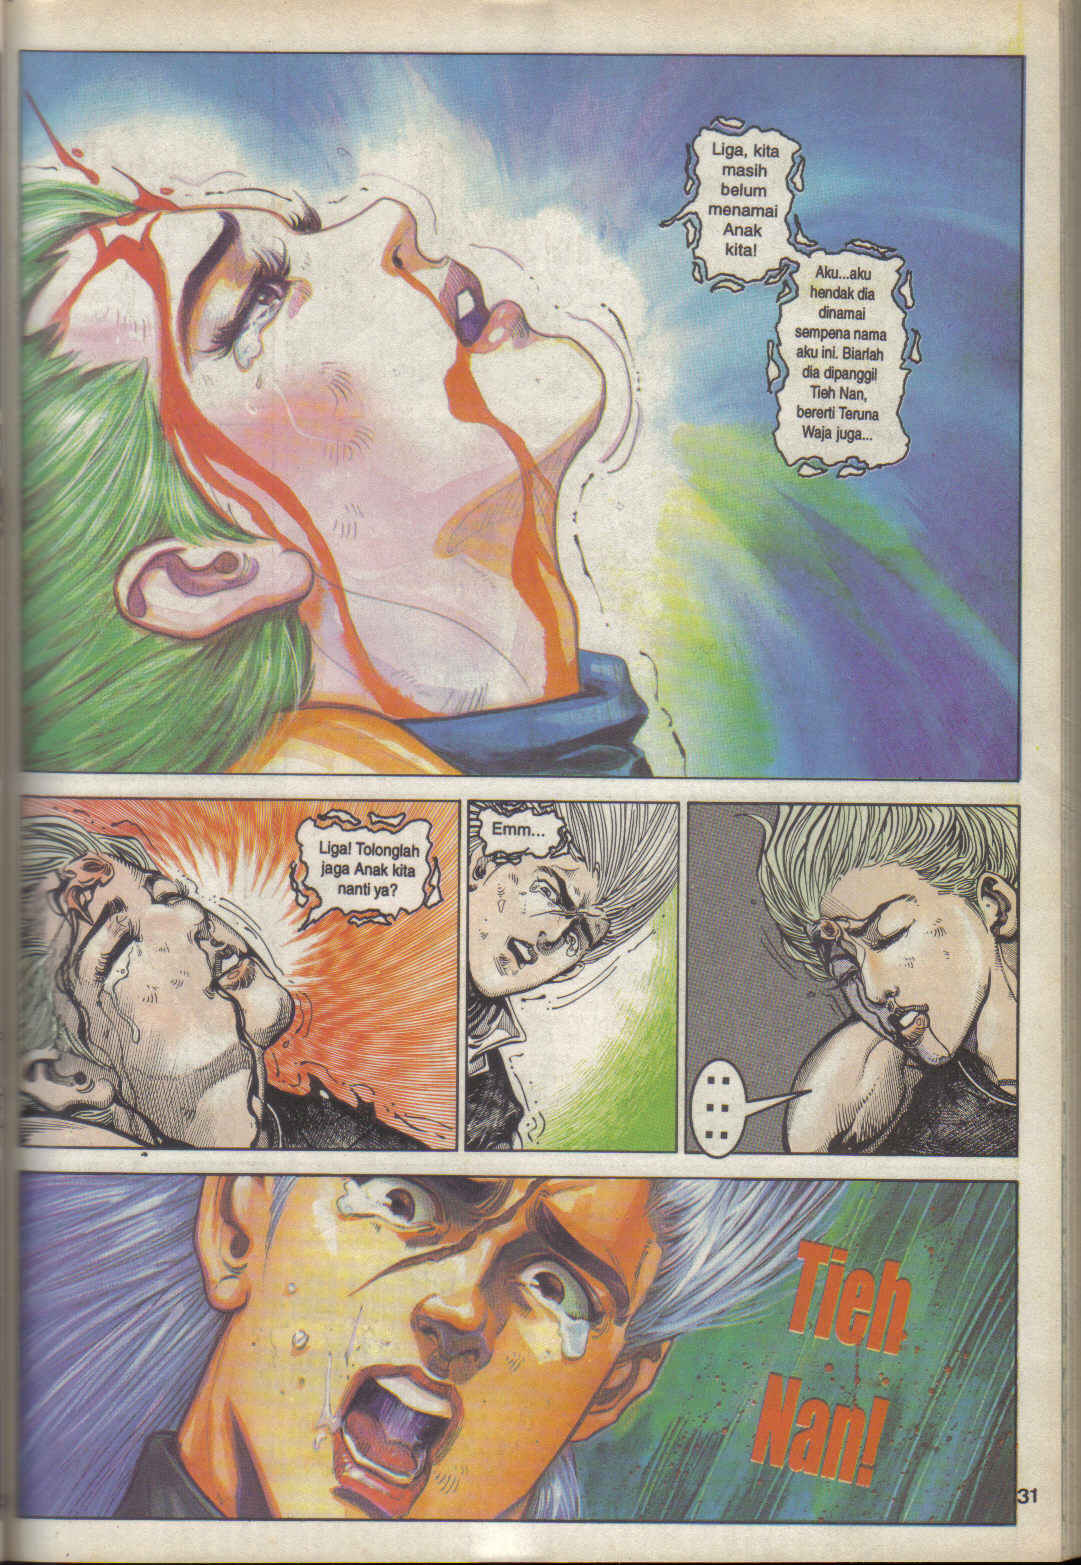 Liga, kita
masih
belum
menamai
Anak
kita!
Aku...aku
hendak dia
dinamai
sempena nama
aku ini. Biarlah
dia dipanggil
Tieh Nan,
bererti Teruna
Waja juga...
Liga! Tolonglah
jaga Anak kita
nanti ya?
Emm...
Tieh
Nan!
31